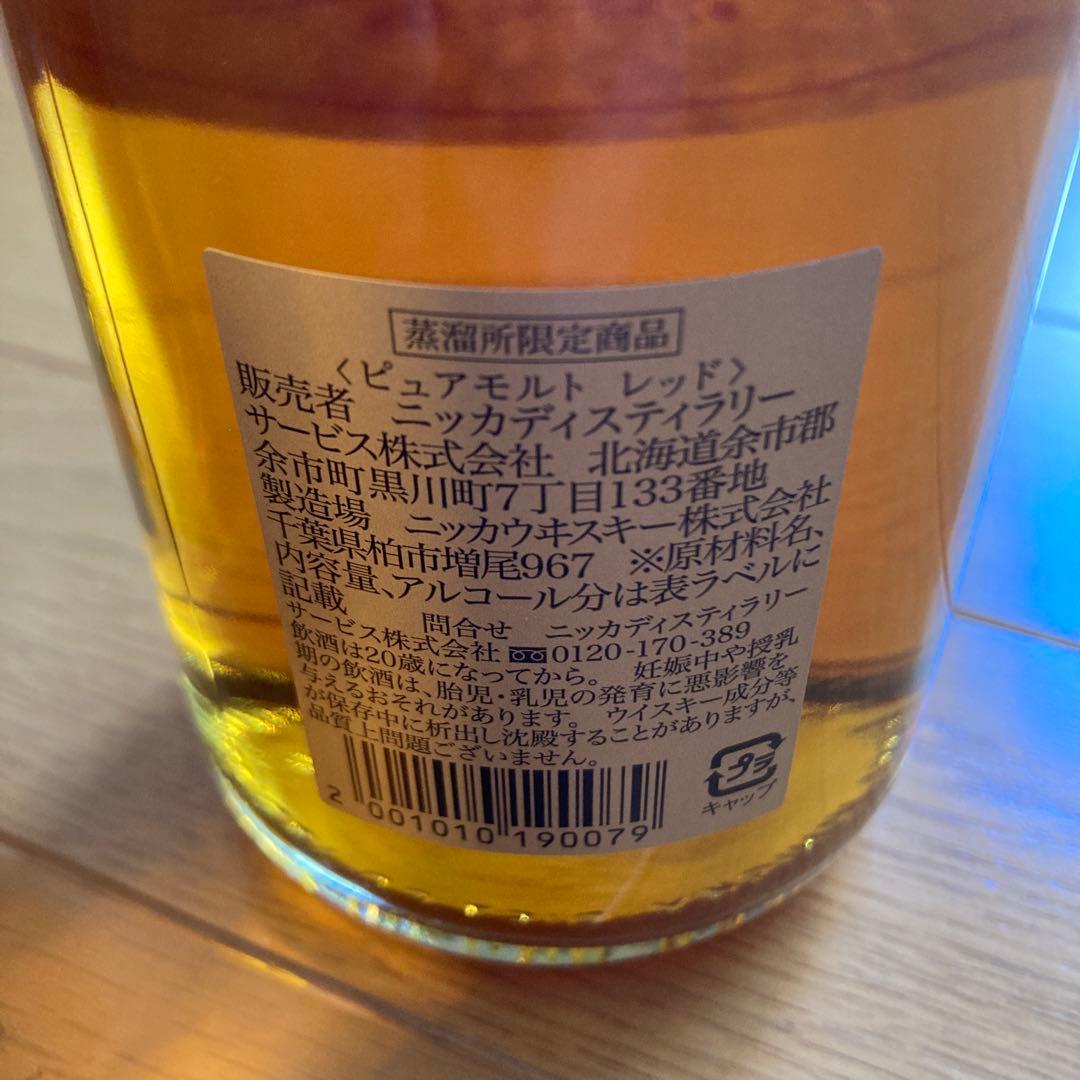 蒸溜所限定商品
〈ピュアモルト レッド〉
販売者 ニッカディスティラリー
サービス株式会社 北海道余市郡
余市町黒川町7丁目133番地
製造場 ニッカウヰスキー株式会社
千葉県柏市増尾967 ※原材料名、
内容量、アルコール分は表ラベルに
記載 問合せ ニッカディスティラリー
サービス株式会社 0120-170-389
飲酒は20歳になってから。 妊娠中や授乳
期の飲酒は、胎児・乳児の発育に悪影響を
与えるおそれがあります。 ウイスキー成分等
が保存中に析出し沈殿することがありますが、
品質上問題ございません。
2 001010 190079
プラ
キャップ